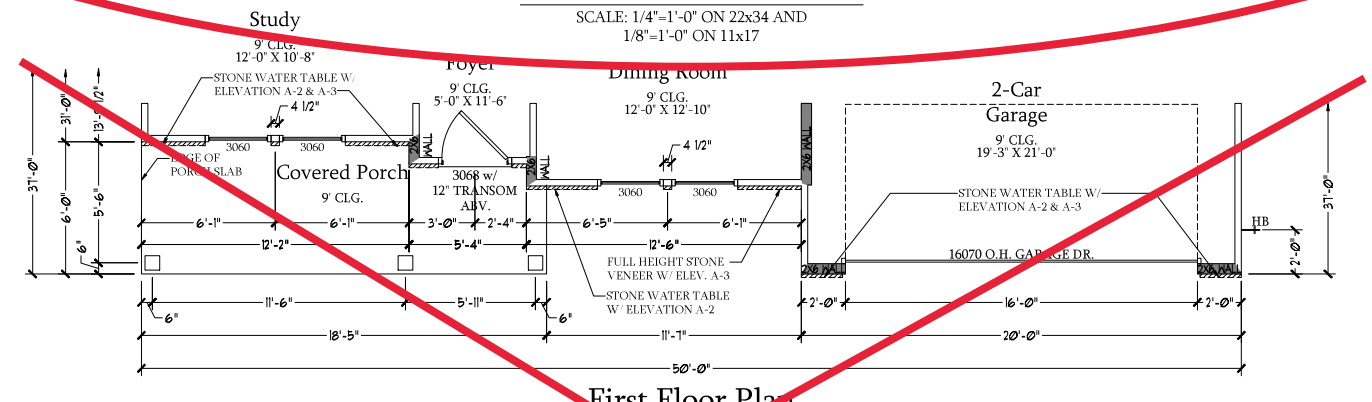 SCALE: 1/4"=1'-0" ON 22x34 AND
1/8"=1'-0" ON 11x17
Study
9' CLG.
12'-0" X 10'-8"
STONE WATER TABLE W/
ELEVATION A-2 & A-3
4 1/2"
3060
3060
Foyer
9' CLG.
5'-0" X 11'-6"
Dining Room
9' CLG.
12'-0" X 12'-10"
4 1/2"
3060
3060
2-Car
Garage
9' CLG.
19'-3" X 21'-0"
STONE WATER TABLE W/
ELEVATION A-2 & A-3
16070 O.H. GARAGE DR.
HB
37'-0"
31'-0"
13'-8 1/2"
6'-0"
5'-6"
6"
EDGE OF
PORCH SLAB
Covered Porch
9' CLG.
2X6
WALL
3068 w/
12" TRANSOM
ABV.
2X6
WALL
2X6 WALL
2X6 WALL
2X6 WALL
37'-0"
2'-0"
6'-1"
6'-1"
3'-0"
2'-4"
6'-5"
6'-1"
12'-2"
5'-4"
12'-6"
FULL HEIGHT STONE
VENEER W/ ELEV. A-3
STONE WATER TABLE
W/ ELEVATION A-2
11'-6"
5'-11"
2'-0"
16'-0"
2'-0"
6"
6"
18'-5"
11'-7"
20'-0"
50'-0"
First Floor Plan